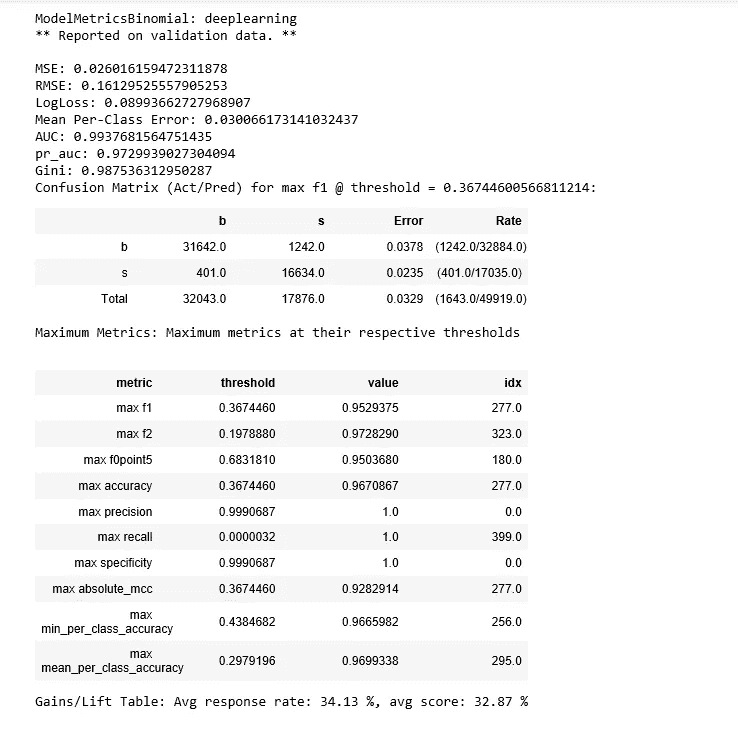 ModelMetricsBinomial: deeplearning
** Reported on validation data. **
MSE: 0.026016159472311878
RMSE: 0.16129525557905253
LogLoss: 0.08993662727968907
Mean Per-Class Error: 0.030066173141032437
AUC: 0.9937681564751435
pr_auc: 0.9729939027304094
Gini: 0.987536312950287
Confusion Matrix (Act/Pred) for max f1 @ threshold = 0.36744600566811214:
b s Error Rate
b 31642.0 1242.0 0.0378 (1242.0/32884.0)
s 401.0 16634.0 0.0235 (401.0/17035.0)
Total 32043.0 17876.0 0.0329 (1643.0/49919.0)
Maximum Metrics: Maximum metrics at their respective thresholds
metric threshold value idx
max f1 0.3674460 0.9529375 277.0
max f2 0.1978880 0.9728290 323.0
max f0point5 0.6831810 0.9503680 180.0
max accuracy 0.3674460 0.9670867 277.0
max precision 0.9990687 1.0 0.0
max recall 0.0000032 1.0 399.0
max specificity 0.9990687 1.0 0.0
max absolute_mcc 0.3674460 0.9282914 277.0
max
min_per_class_accuracy 0.4384682 0.9665982 256.0
max
mean_per_class_accuracy 0.2979196 0.9699338 295.0
Gains/Lift Table: Avg response rate: 34.13 %, avg score: 32.87 %